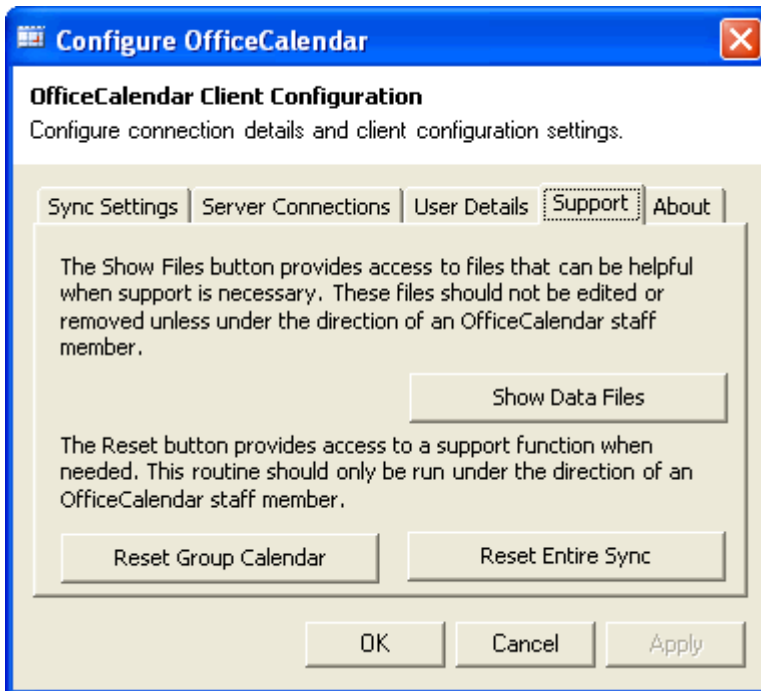 Configure OfficeCalendar
OfficeCalendar Client Configuration
Configure connection details and client configuration settings.
Sync Settings Server Connections User Details Support About
The Show Files button provides access to files that can be helpful
when support is necessary. These files should not be edited or
removed unless under the direction of an OfficeCalendar staff
member.
Show Data Files
The Reset button provides access to a support function when
needed. This routine should only be run under the direction of an
OfficeCalendar staff member.
Reset Group Calendar Reset Entire Sync
OK Cancel Apply